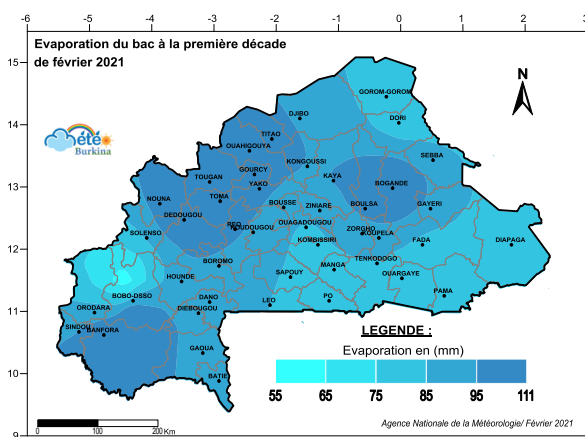 -6 -5 -4 -3 -2 -1 0 1 2 3
Evaporation du bac à la première décade
de février 2021
15
14
13
12
11
10
9
N
été
Burkina
GOROM-GOROM
DORI
DJIBO
TITAO
OUAHIGOUYA
SEBBA
KONGOUSSI
GOURCY
KAYA
TOUGAN
YAKO
BOGANDE
TOMA
NOUNA
BOUSSE
ZINIARE
BOULSA
GAYERI
DEDOUGOU
REO
KOUDOUGOU
OUAGADOUGOU
ZORGHO
KOUPELA
SOLENSO
KOMBISSIRI
FADA
DIAPAGA
BOROMO
MANGA
TENKODOGO
HOUNDE
SAPOUY
OUARGAYE
PAMA
BOBO-DSSO
DANO
LEO
PO
ORODARA
DIEBOUGOU
SINDOU
BANFORA
GAOUA
BATIE
LEGENDE :
Evaporation en (mm)
55 65 75 85 95 111
0 100 200 Km
Agence Nationale de la Météorologie/ Février 2021